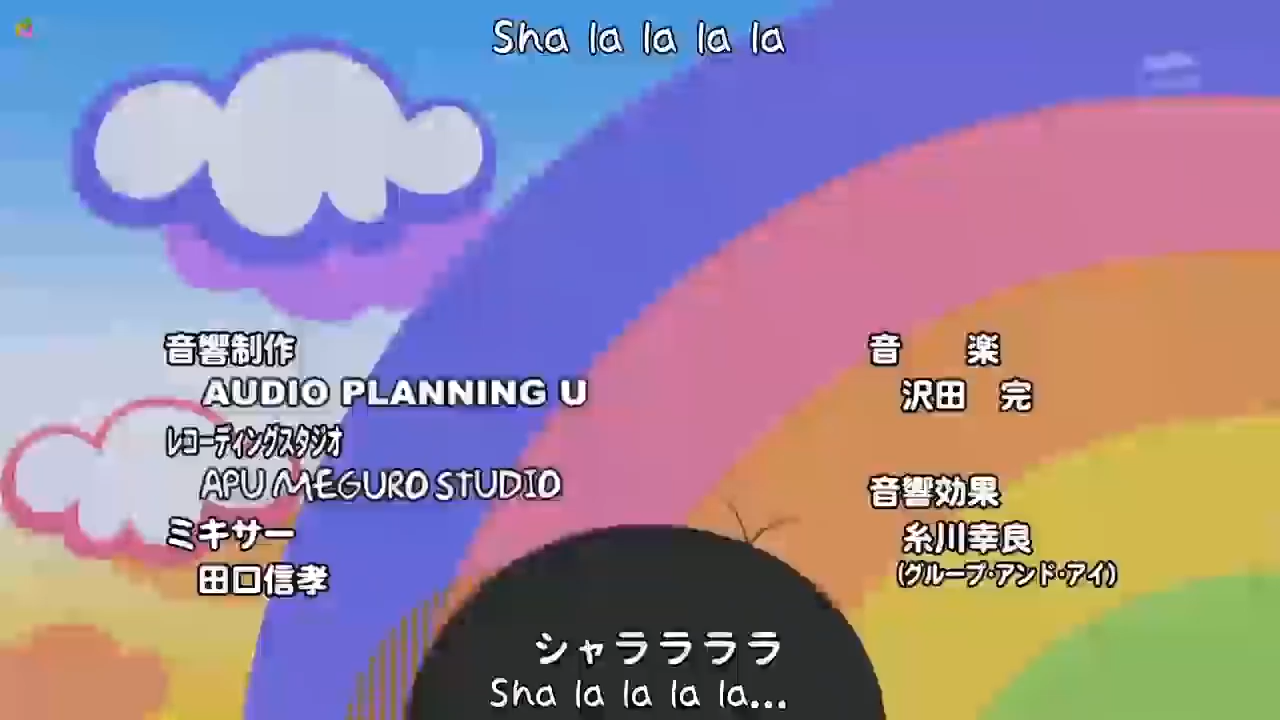 Sha la la la la
音響制作
AUDIO PLANNING U
レコーディングスタジオ
APU MEGURO STUDIO
ミキサー
田口信孝
音　　楽
沢田　完
音響効果
糸川幸良
(グループ・アンド・アイ)
シャララララ
Sha la la la la...